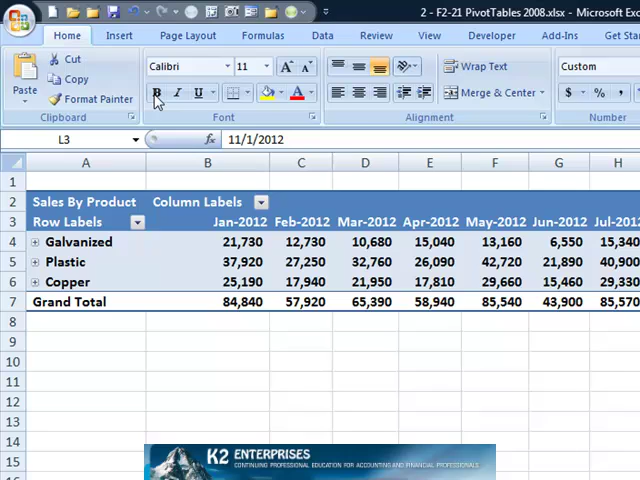 2 - F2-21 PivotTables 2008.xlsx - Microsoft Exce
Home Insert Page Layout Formulas Data Review View Developer Add-Ins Get Sta
Paste Cut Calibri 11 A A Wrap Text Custom
Copy B I U A Merge & Center $ % ,
Format Painter
Clipboard Font Alignment Number
L3 fx 11/1/2012
A B C D E F G H
1
2 Sales By Product Column Labels
3 Row Labels Jan-2012 Feb-2012 Mar-2012 Apr-2012 May-2012 Jun-2012 Jul-201
4 Galvanized 21,730 12,730 10,680 15,040 13,160 6,550 15,340
5 Plastic 37,920 27,250 32,760 26,090 42,720 21,890 40,900
6 Copper 25,190 17,940 21,950 17,810 29,660 15,460 29,330
7 Grand Total 84,840 57,920 65,390 58,940 85,540 43,900 85,570
8
9
10
11
12
13
14
15
K2 ENTERPRISES
CONTINUING PROFESSIONAL EDUCATION FOR ACCOUNTING AND FINANCIAL PROFESSIONALS